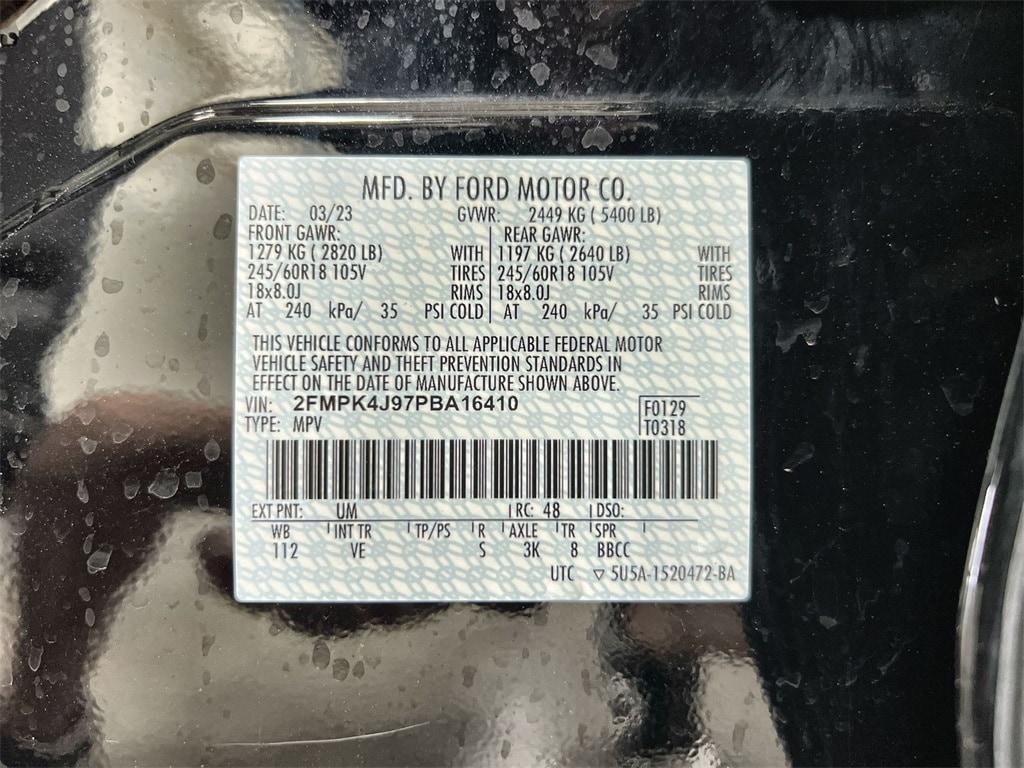 MFD. BY FORD MOTOR CO.
DATE: 03/23 GVWR: 2449 KG ( 5400 LB)
FRONT GAWR: REAR GAWR:
1279 KG ( 2820 LB) WITH 1197 KG ( 2640 LB) WITH
245/60R18 105V TIRES 245/60R18 105V TIRES
18x8.0J RIMS 18x8.0J RIMS
AT 240 kPa/ 35 PSI COLD AT 240 kPa/ 35 PSI COLD
THIS VEHICLE CONFORMS TO ALL APPLICABLE FEDERAL MOTOR
VEHICLE SAFETY AND THEFT PREVENTION STANDARDS IN
EFFECT ON THE DATE OF MANUFACTURE SHOWN ABOVE.
VIN: 2FMPK4J97PBA16410 F0129
TYPE: MPV T0318
EXT PNT: UM RC: 48 DSO:
WB INT TR TP/PS R AXLE TR SPR
112 VE S 3K 8 BBCC
UTC ▽ 5U5A-1520472-BA